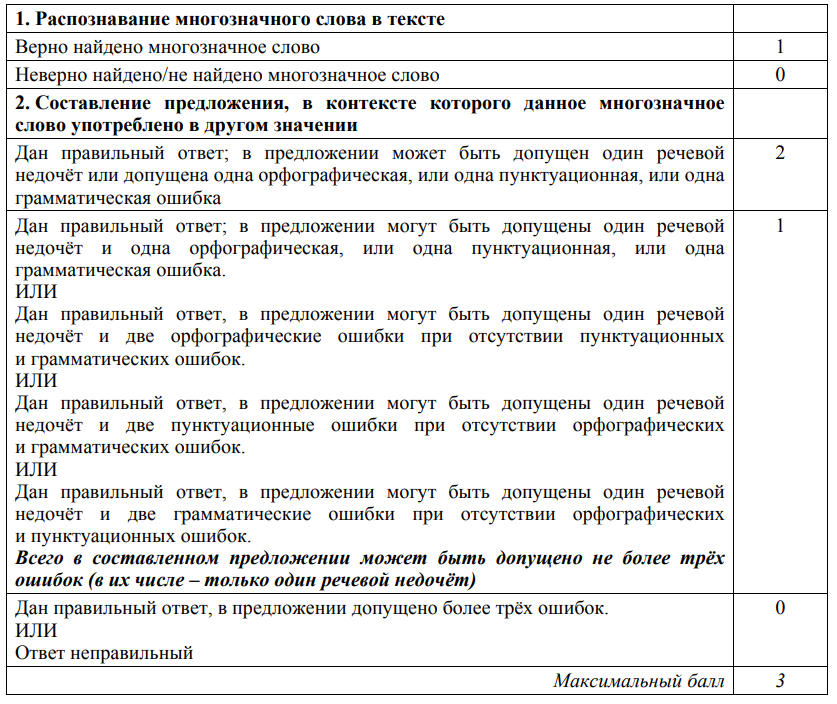 1. Распознавание многозначного слова в тексте
Верно найдено многозначное слово 1
Неверно найдено/не найдено многозначное слово 0
2. Составление предложения, в контексте которого данное многозначное
слово употреблено в другом значении
Дан правильный ответ; в предложении может быть допущен один речевой 2
недочёт или допущена одна орфографическая, или одна пунктуационная, или одна
грамматическая ошибка
Дан правильный ответ; в предложении могут быть допущены один речевой 1
недочёт и одна орфографическая, или одна пунктуационная, или одна
грамматическая ошибка.
ИЛИ
Дан правильный ответ, в предложении могут быть допущены один речевой
недочёт и две орфографические ошибки при отсутствии пунктуационных
и грамматических ошибок.
ИЛИ
Дан правильный ответ, в предложении могут быть допущены один речевой
недочёт и две пунктуационные ошибки при отсутствии орфографических
и грамматических ошибок.
ИЛИ
Дан правильный ответ, в предложении могут быть допущены один речевой
недочёт и две грамматические ошибки при отсутствии орфографических
и пунктуационных ошибок.
Всего в составленном предложении может быть допущено не более трёх
ошибок (в их числе – только один речевой недочёт)
Дан правильный ответ, в предложении допущено более трёх ошибок. 0
ИЛИ
Ответ неправильный
Максимальный балл 3